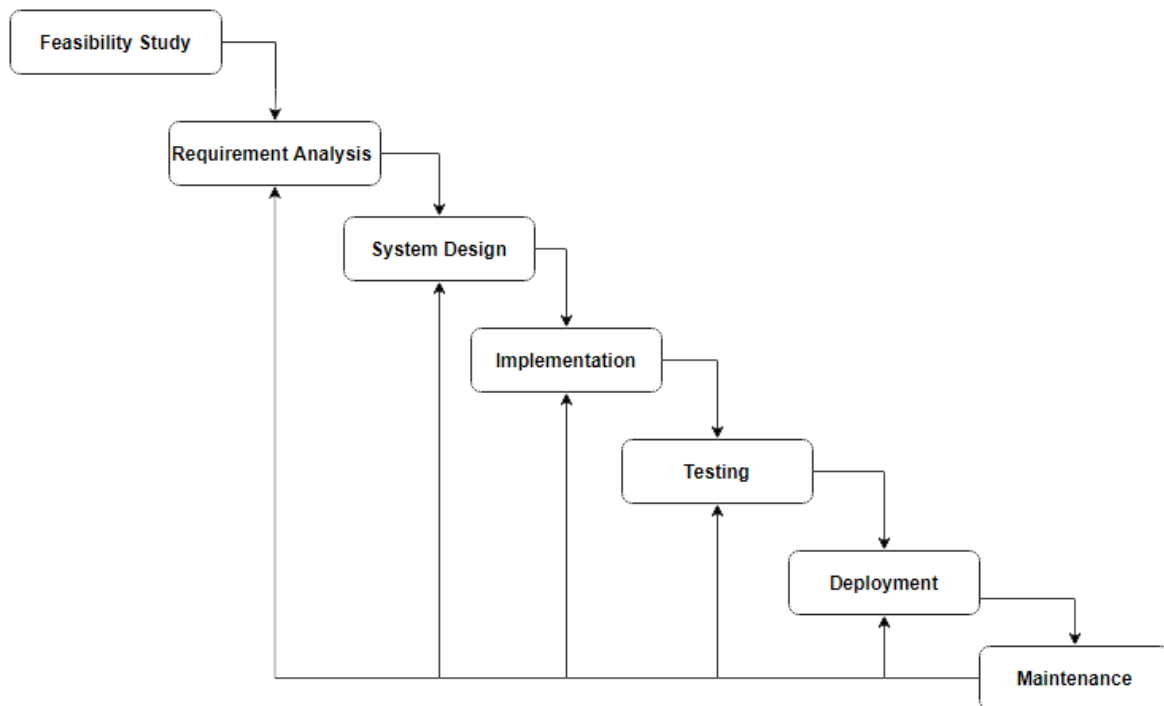 Feasibility Study
Requirement Analysis
System Design
Implementation
Testing
Deployment
Maintenance